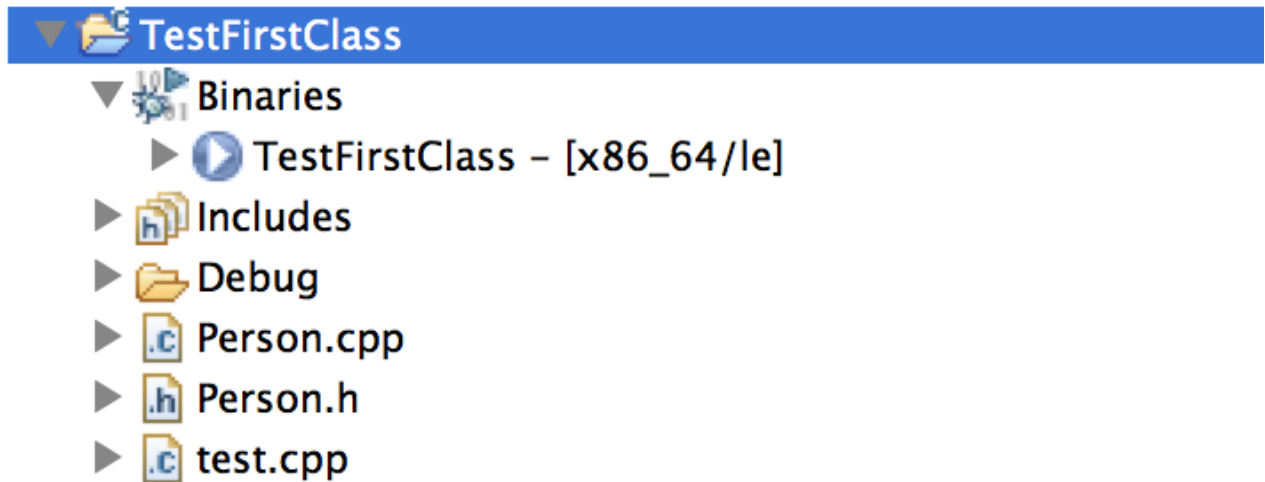 TestFirstClass
Binaries
TestFirstClass – [x86_64/le]
Includes
Debug
Person.cpp
Person.h
test.cpp